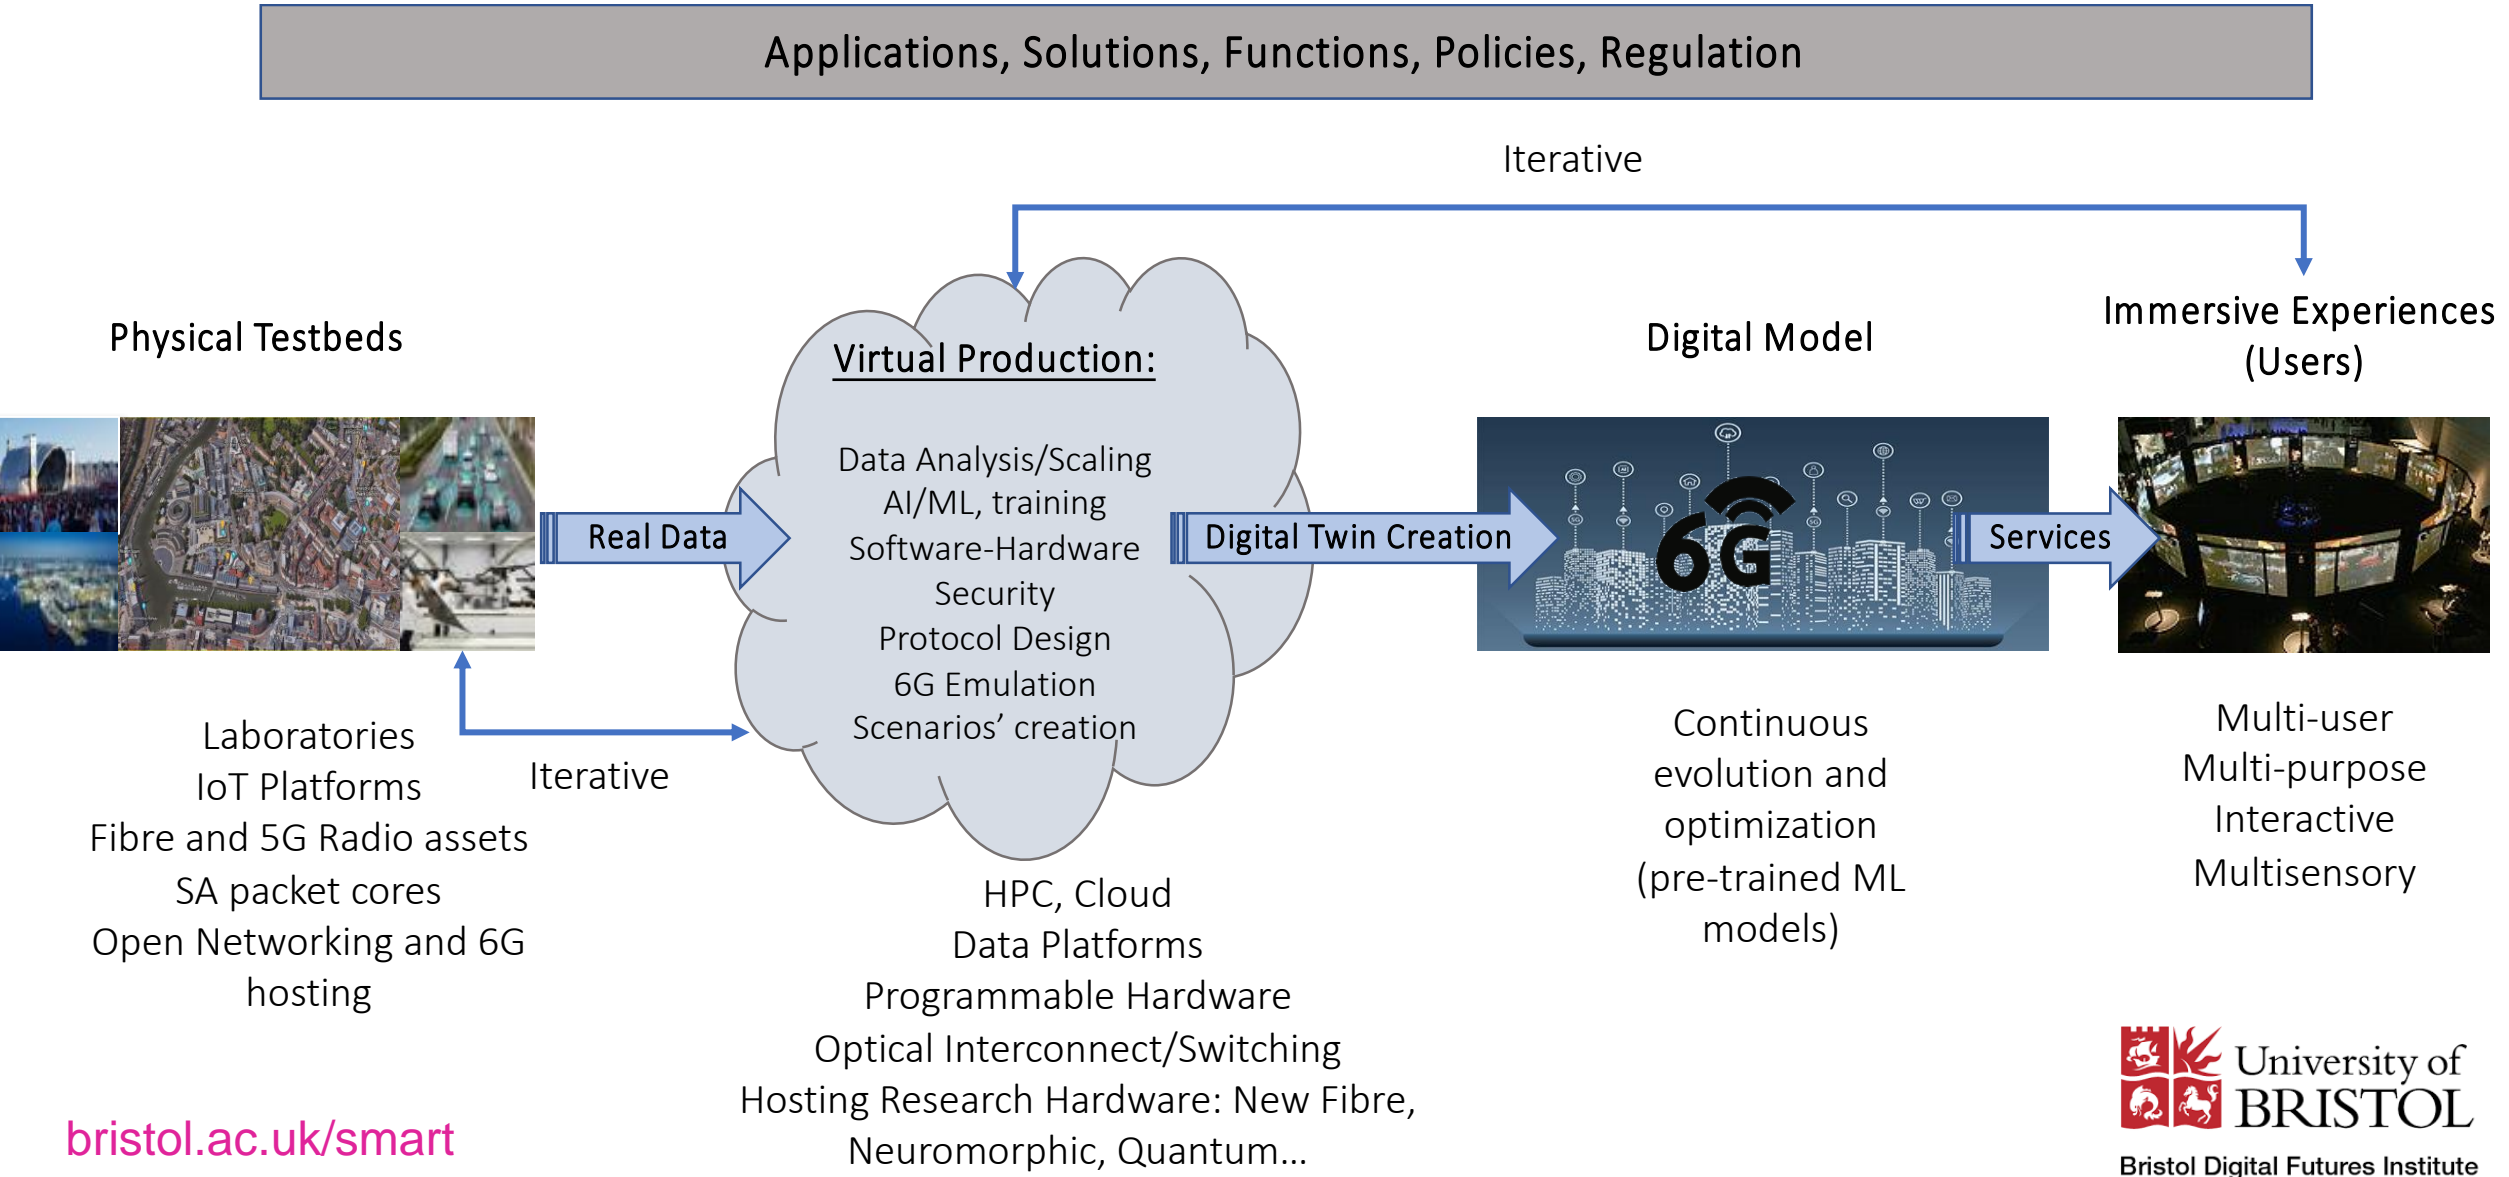 Applications, Solutions, Functions, Policies, Regulation
Iterative
Physical Testbeds
Real Data
Laboratories
IoT Platforms
Fibre and 5G Radio assets
SA packet cores
Open Networking and 6G
hosting
Iterative
Virtual Production:
Data Analysis/Scaling
AI/ML, training
Software-Hardware
Security
Protocol Design
6G Emulation
Scenarios’ creation
HPC, Cloud
Data Platforms
Programmable Hardware
Optical Interconnect/Switching
Hosting Research Hardware: New Fibre,
Neuromorphic, Quantum...
Digital Twin Creation
Digital Model
6G
Continuous
evolution and
optimization
(pre-trained ML
models)
Services
Immersive Experiences
(Users)
Multi-user
Multi-purpose
Interactive
Multisensory
bristol.ac.uk/smart
University of
BRISTOL
Bristol Digital Futures Institute